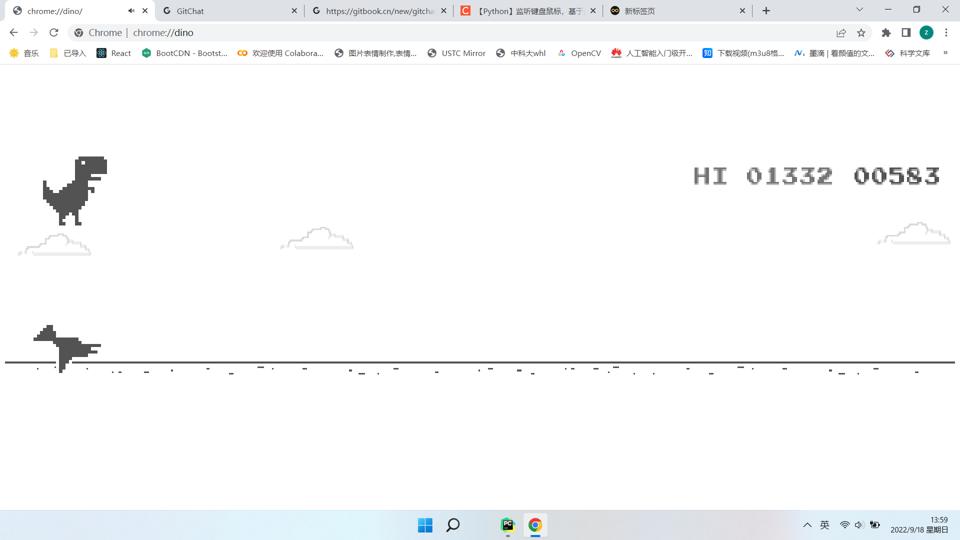 chrome://dino/
GitChat
https://gitbook.cn/new/gitcha
【Python】监听键盘鼠标，基于
新标签页
Chrome | chrome://dino
音乐
已导入
React
BootCDN - Bootst...
欢迎使用 Colabora...
图片表情制作,表情...
USTC Mirror
中科大whl
OpenCV
人工智能入门极开...
下载视频(m3u8格...
墨滴 | 看颜值的文...
科学文库
HI 01332 00583
英
13:59
2022/9/18 星期日